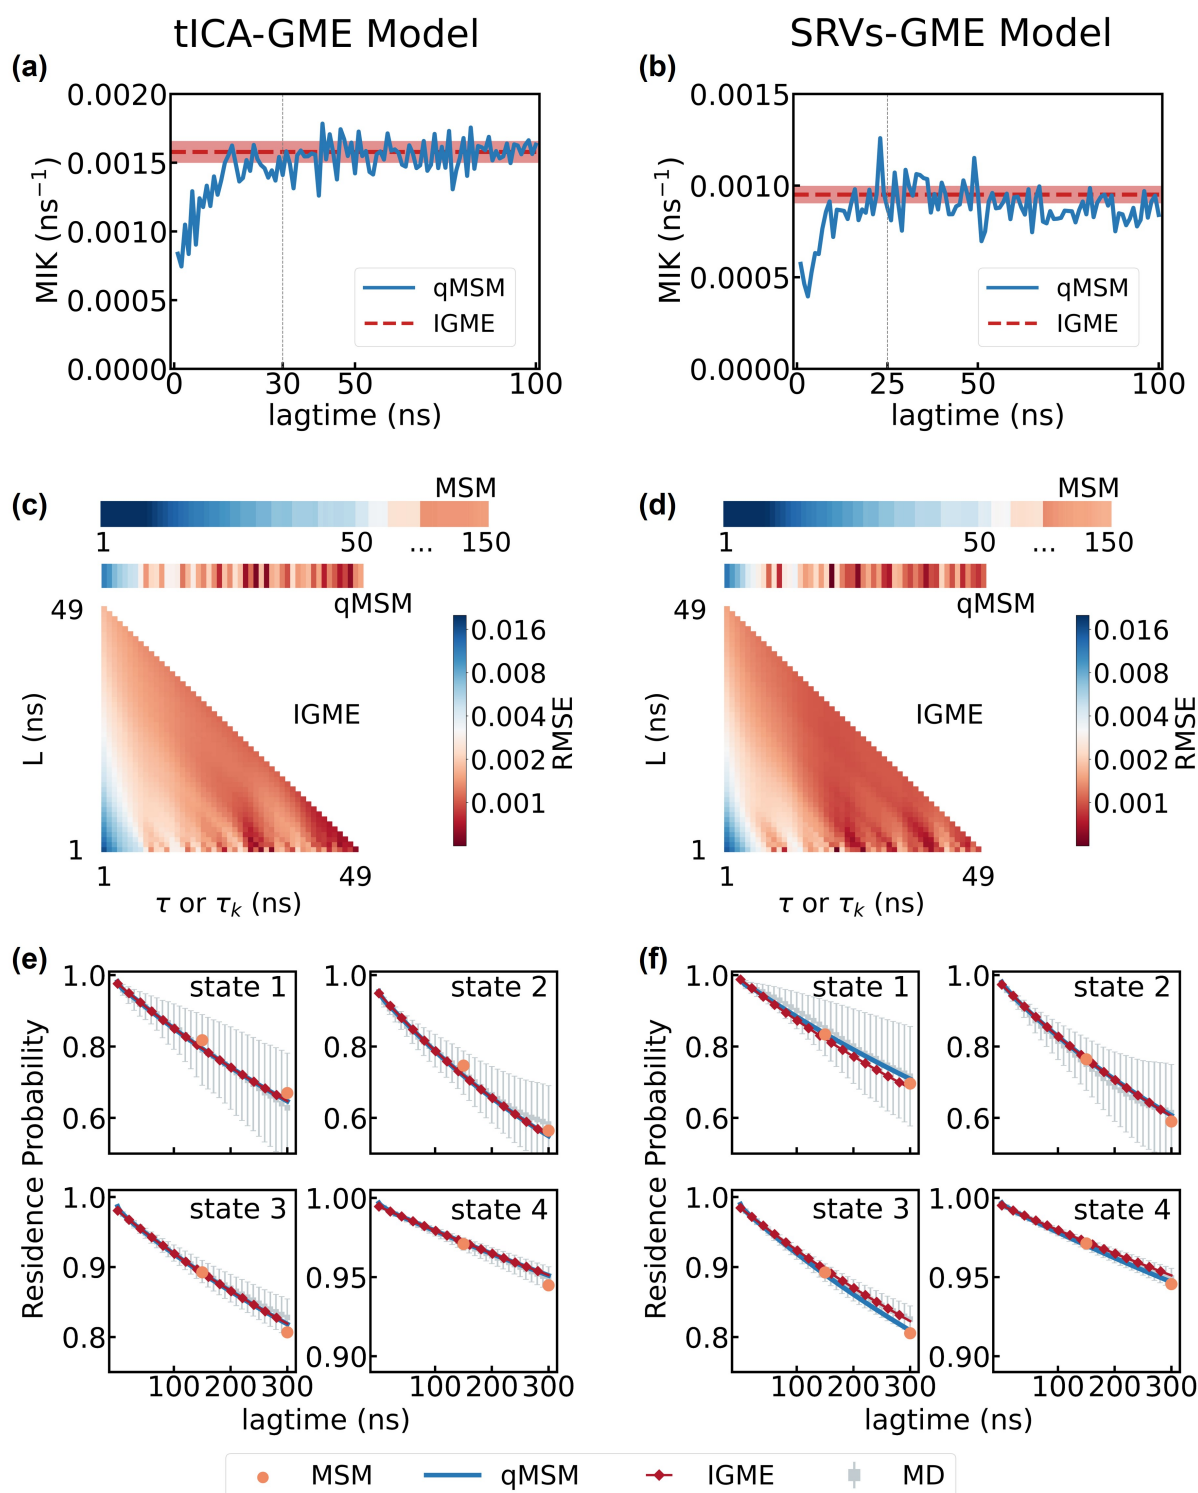 tICA-GME Model
SRVs-GME Model
(a)
0.0020
0.0015
0.0010
0.0005
0.0000
MIK (ns⁻¹)
qMSM
IGME
0 30 50 100
lagtime (ns)
(b)
0.0015
0.0010
0.0005
0.0000
MIK (ns⁻¹)
qMSM
IGME
0 25 50 100
lagtime (ns)
(c)
MSM
1 50 ... 150
qMSM
49
L (ns)
1
IGME
0.016
0.008
0.004
0.002
0.001
RMSE
1 49
τ or τₖ (ns)
(d)
MSM
1 50 ... 150
qMSM
49
L (ns)
1
IGME
0.016
0.008
0.004
0.002
0.001
RMSE
1 49
τ or τₖ (ns)
(e)
Residence Probability
1.0
0.8
0.6
state 1
1.0
0.8
0.6
state 2
1.0
0.9
0.8
state 3
1.00
0.95
0.90
state 4
100 200 300
100 200 300
lagtime (ns)
(f)
Residence Probability
1.0
0.8
0.6
state 1
1.0
0.8
0.6
state 2
1.0
0.9
0.8
state 3
1.00
0.95
0.90
state 4
100 200 300
100 200 300
lagtime (ns)
MSM qMSM IGME MD